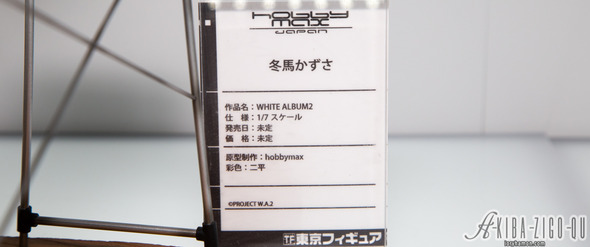 hobby
max
JAPAN
冬馬かずさ
作品名：WHITE ALBUM2
仕　様：1/7 スケール
発売日：未定
価　格：未定
原型制作：hobbymax
彩色：二平
©PROJECT W.A.2
TF 東京フィギュア
AKIBA-ZIGO-QU